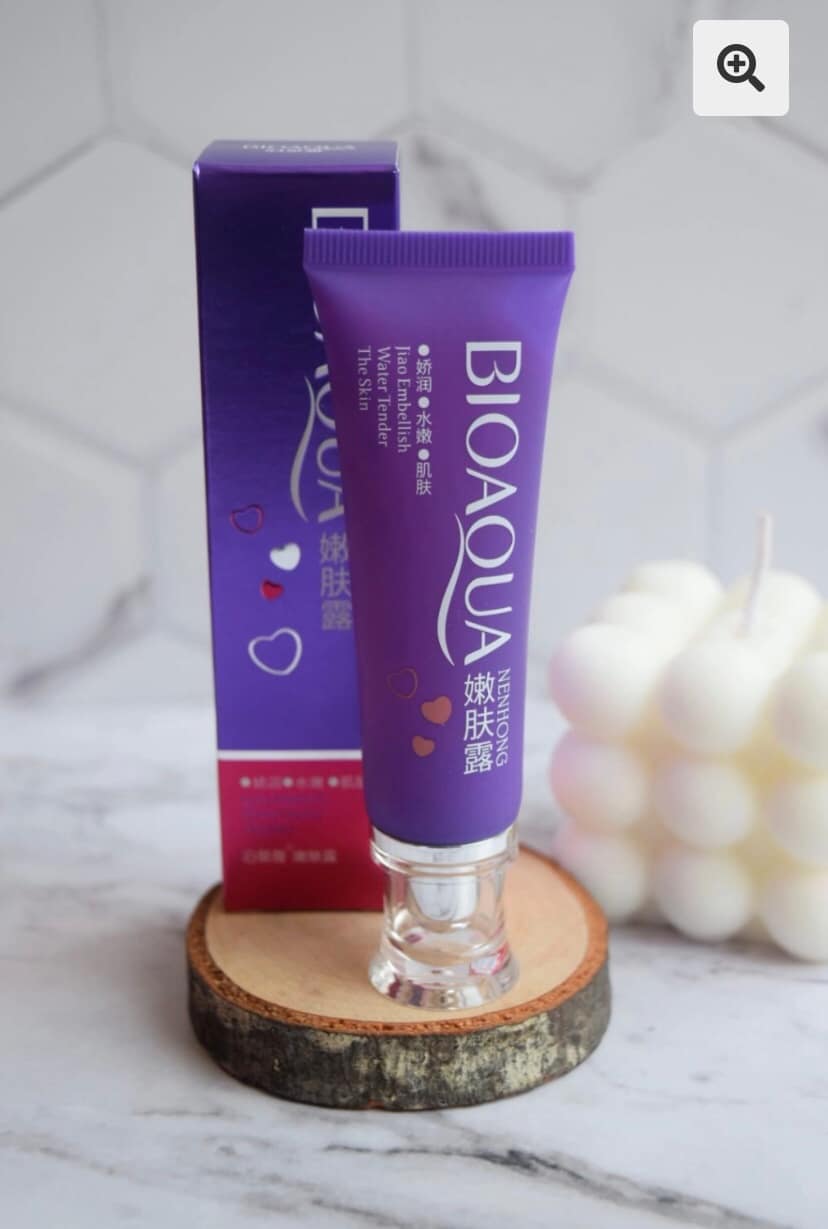 BIOAQUA
NENHONG
嫩肤露
●娇润●水嫩●肌肤
Jiao Embellish
Water Tender
The Skin
嫩
肤
露